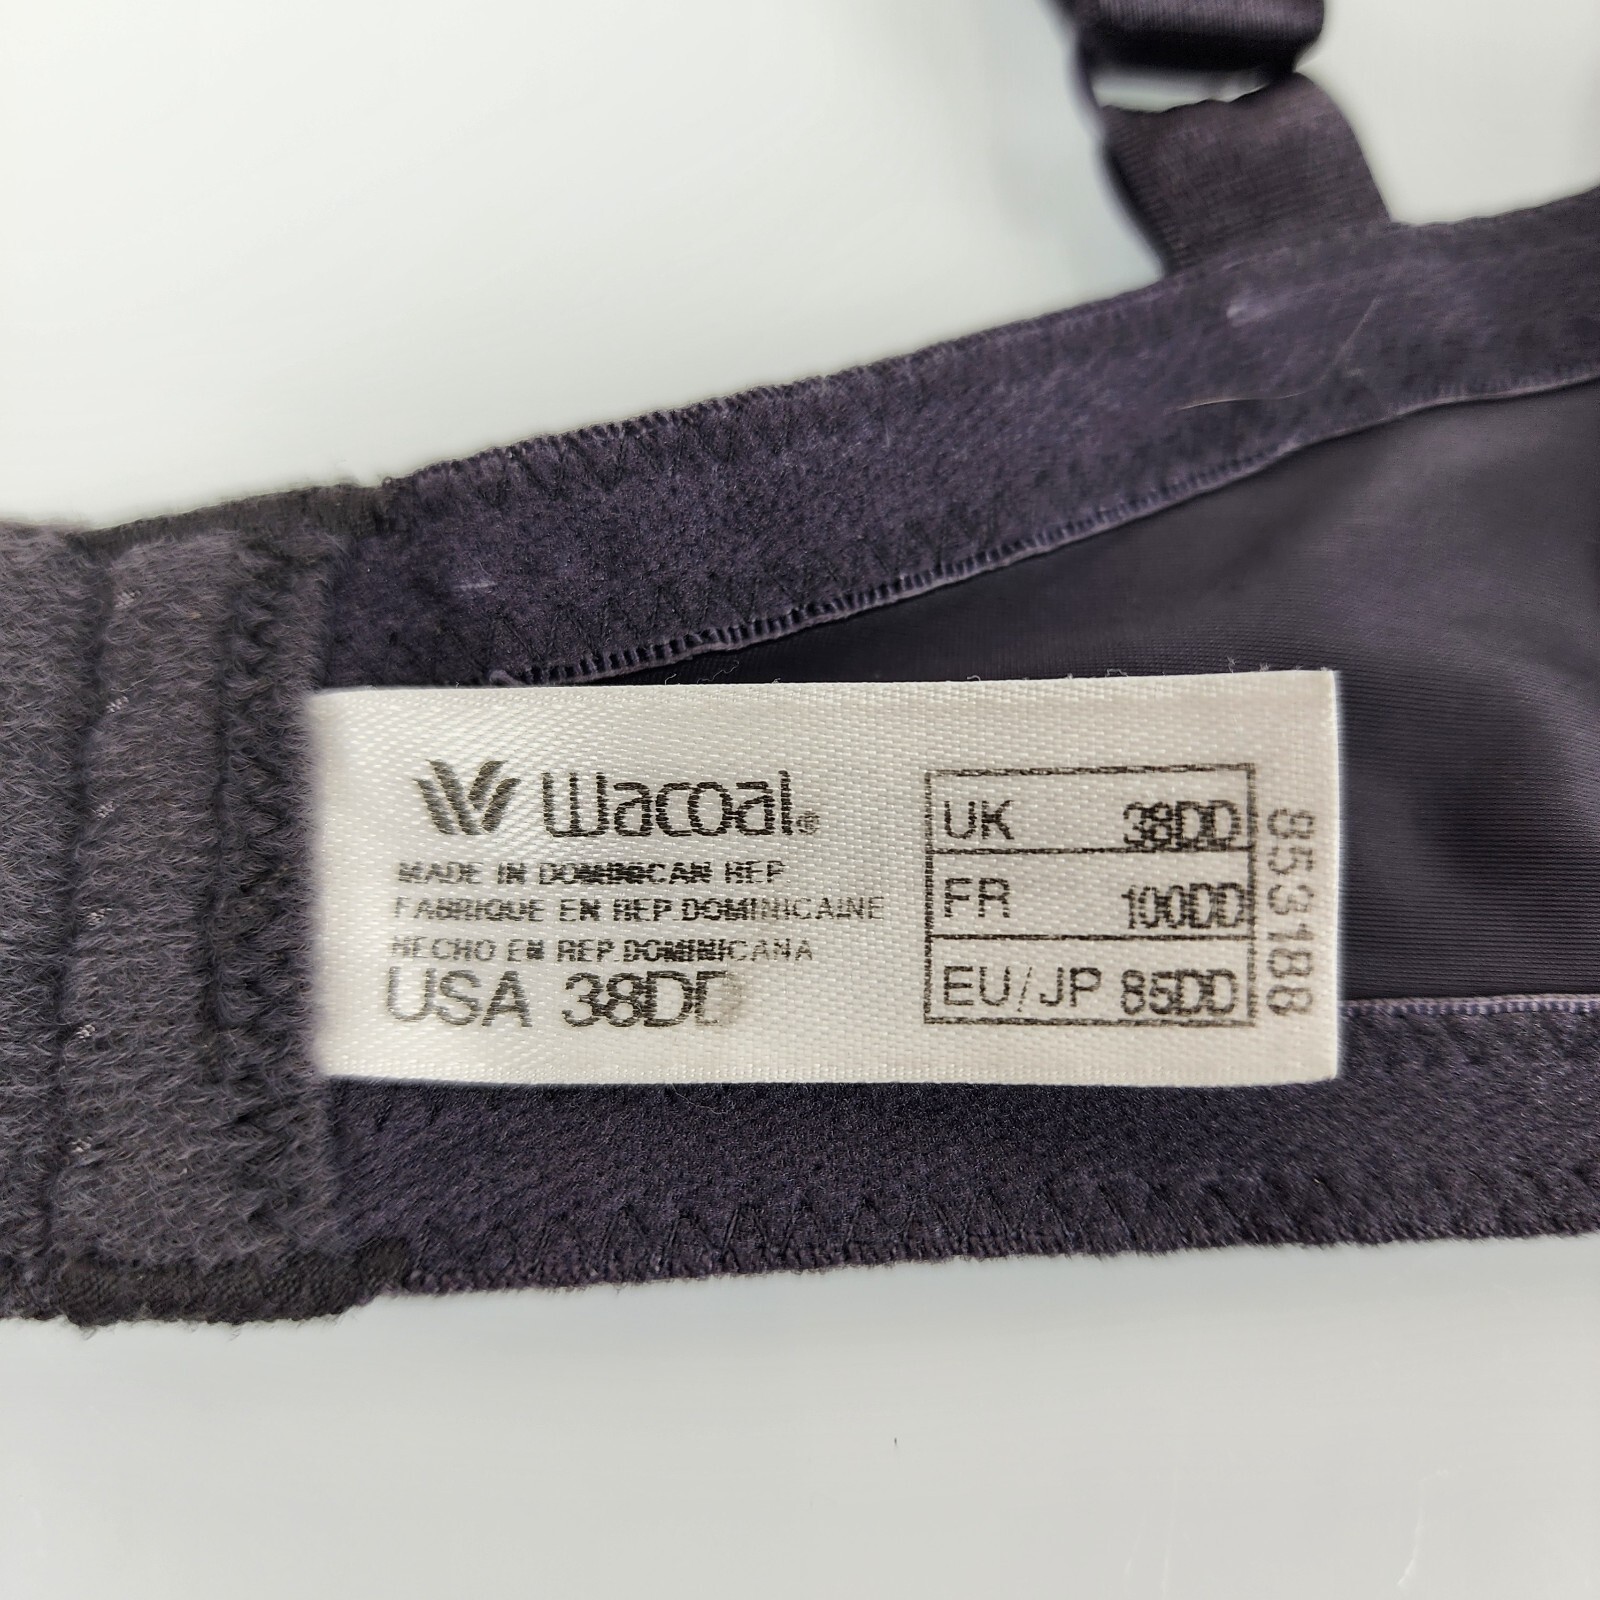 Wacoal®
MADE IN DOMINICAN REP
FABRIQUE EN REP.DOMINICAINE
HECHO EN REP.DOMINICANA
USA 38DD
UK 38DD
FR 100DD
EU/JP 85DD
853188